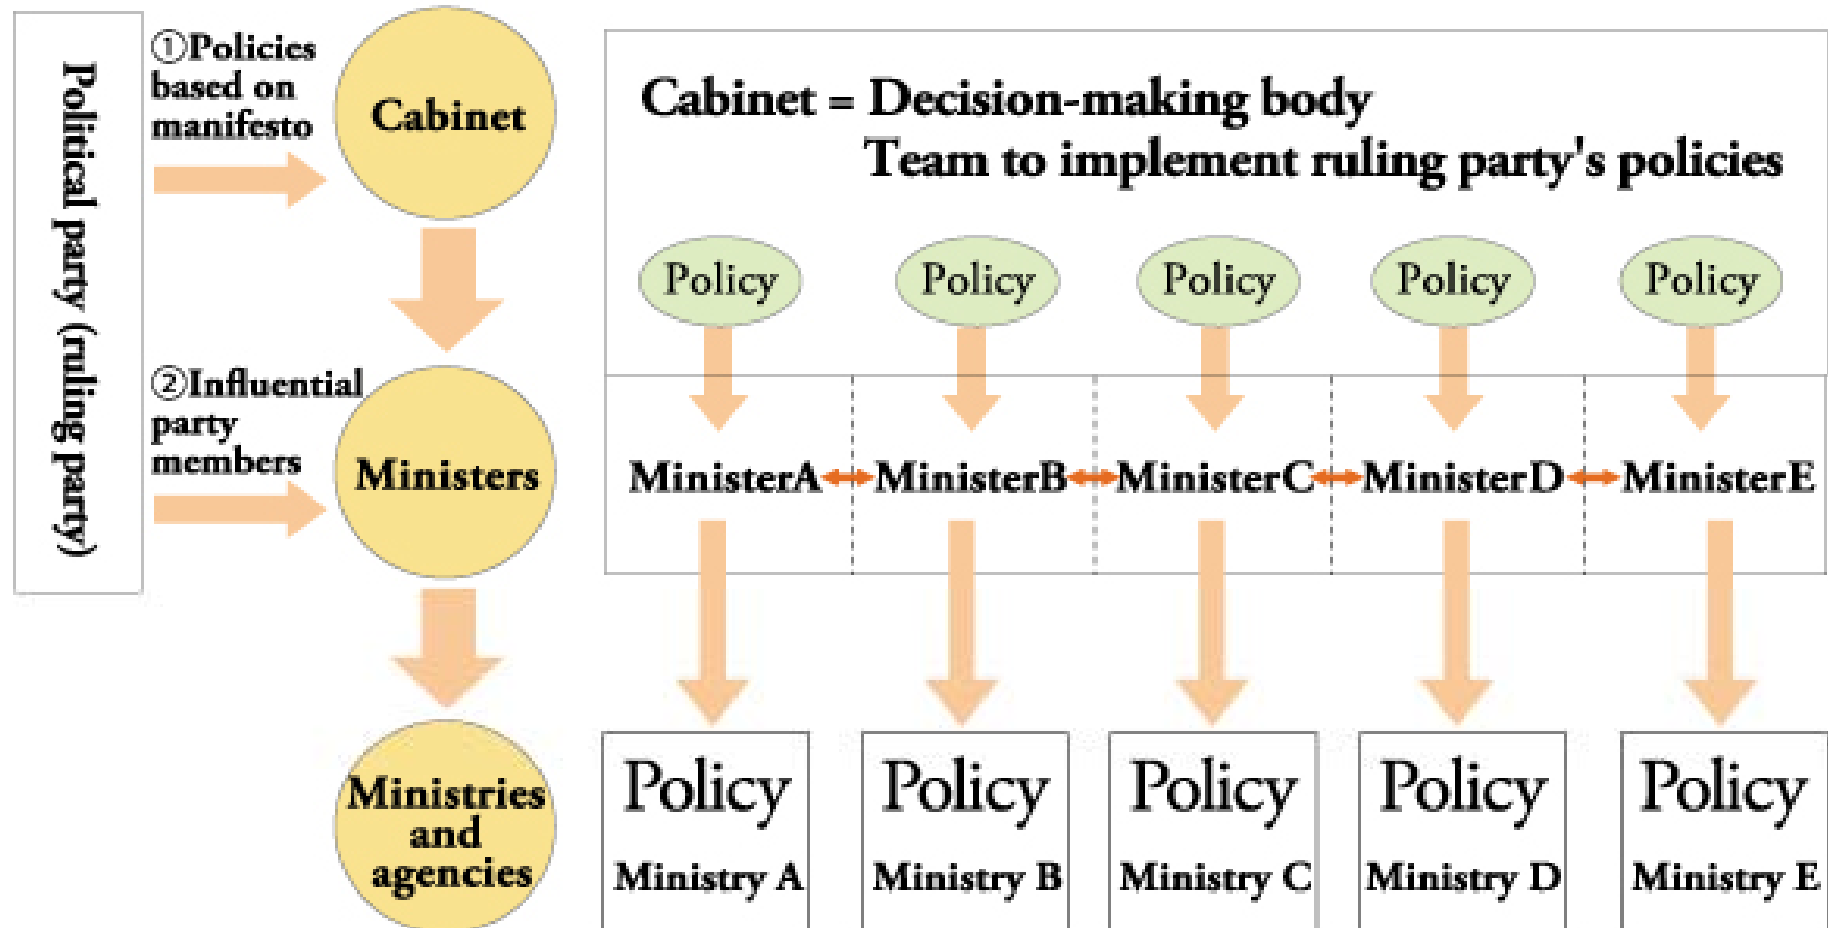 Political party (ruling party)
①Policies
based on
manifesto
Cabinet
②Influential
party
members
Ministers
Ministries
and
agencies
Cabinet = Decision-making body
Team to implement ruling party's policies
Policy Policy Policy Policy Policy
MinisterA MinisterB MinisterC MinisterD MinisterE
Policy Policy Policy Policy Policy
Ministry A Ministry B Ministry C Ministry D Ministry E